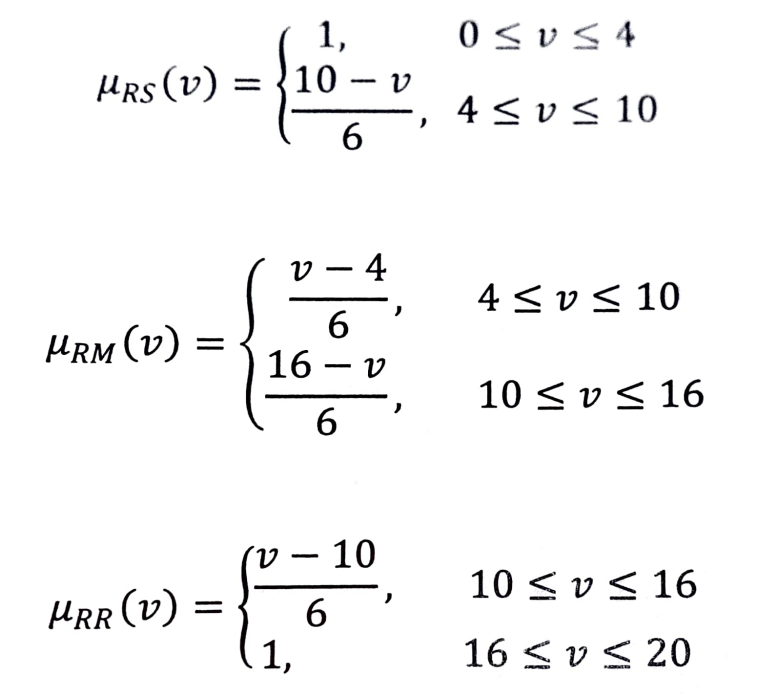 μ_RS(v) = { 1, 0 ≤ v ≤ 4
(10 − v)/6, 4 ≤ v ≤ 10
μ_RM(v) = { (v − 4)/6, 4 ≤ v ≤ 10
(16 − v)/6, 10 ≤ v ≤ 16
μ_RR(v) = { (v − 10)/6, 10 ≤ v ≤ 16
1, 16 ≤ v ≤ 20